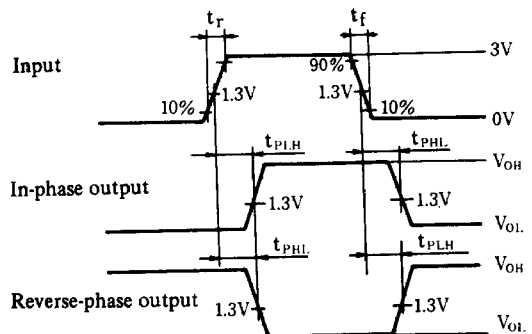 tr
tf
3V
Input
90%
1.3V
1.3V
10%
10%
0V
tPLH
tPHL
VOH
In-phase output
1.3V
1.3V
VOL
tPHL
tPLH
VOH
Reverse-phase output
1.3V
1.3V
VOL